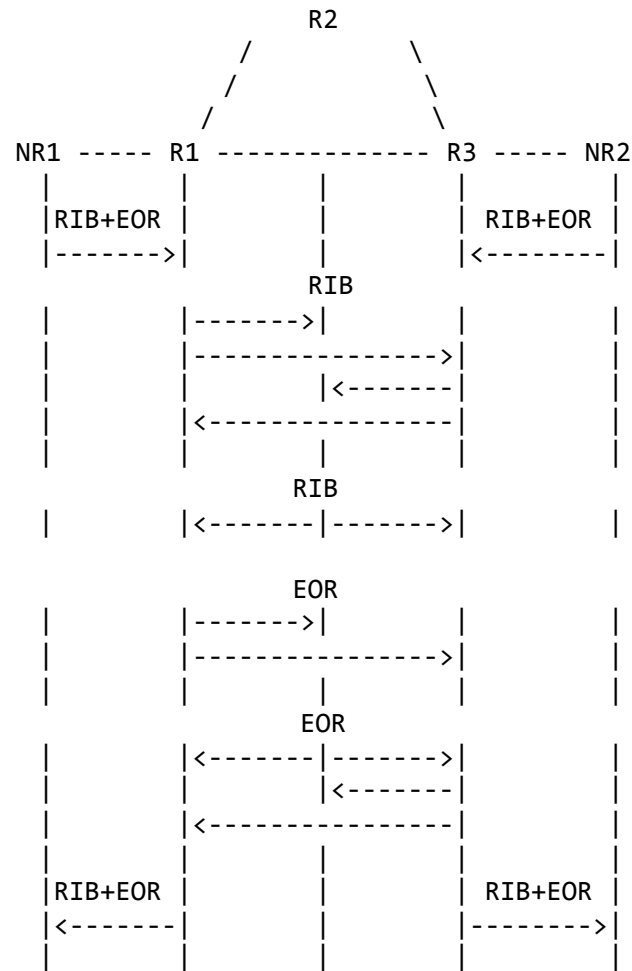 R2
NR1 ----- R1 -------------- R3 ----- NR2
RIB+EOR RIB+EOR
RIB
RIB
EOR
EOR
RIB+EOR RIB+EOR